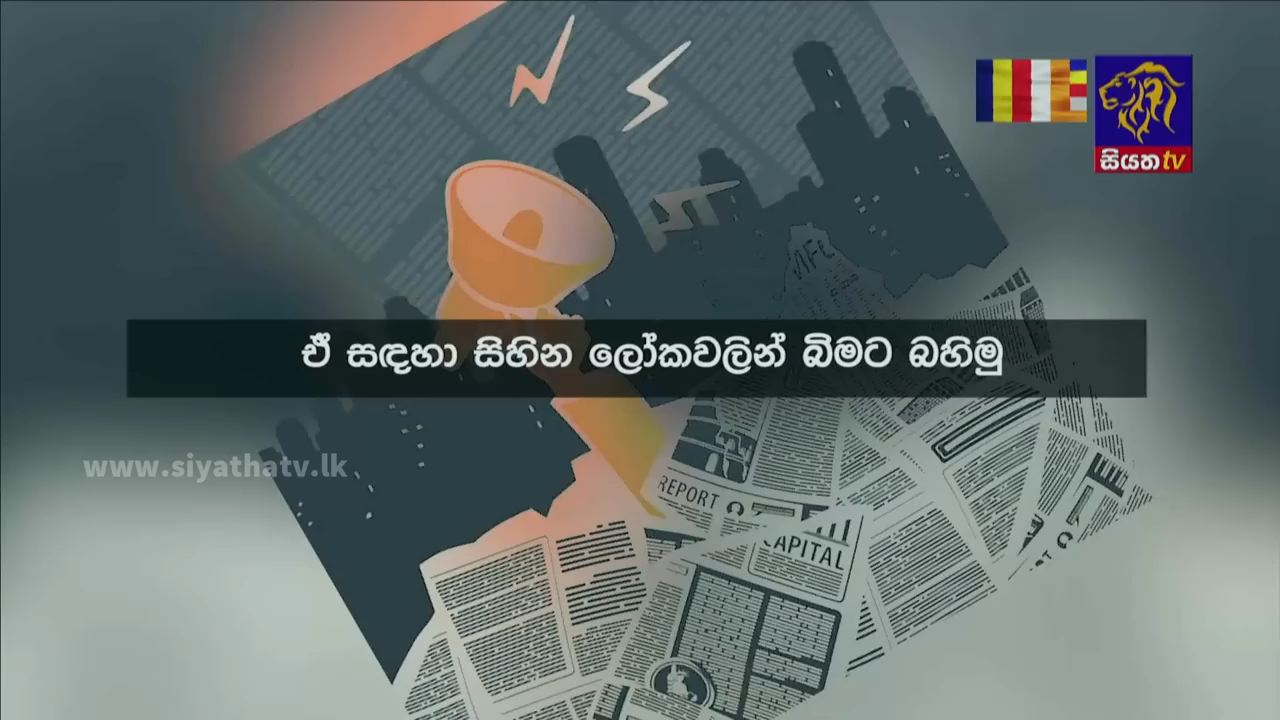 සියත tv
ඒ සඳහා සිහින ලෝකවලින් බිමට බහිමු
www.siyathatv.lk
REPORT
CAPITAL